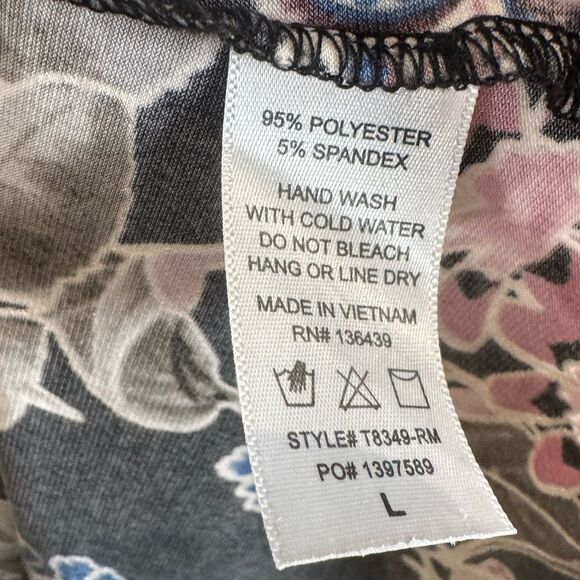 95% POLYESTER
5% SPANDEX
HAND WASH
WITH COLD WATER
DO NOT BLEACH
HANG OR LINE DRY
MADE IN VIETNAM
RN# 136439
STYLE# T8349-RM
PO# 1397589
L